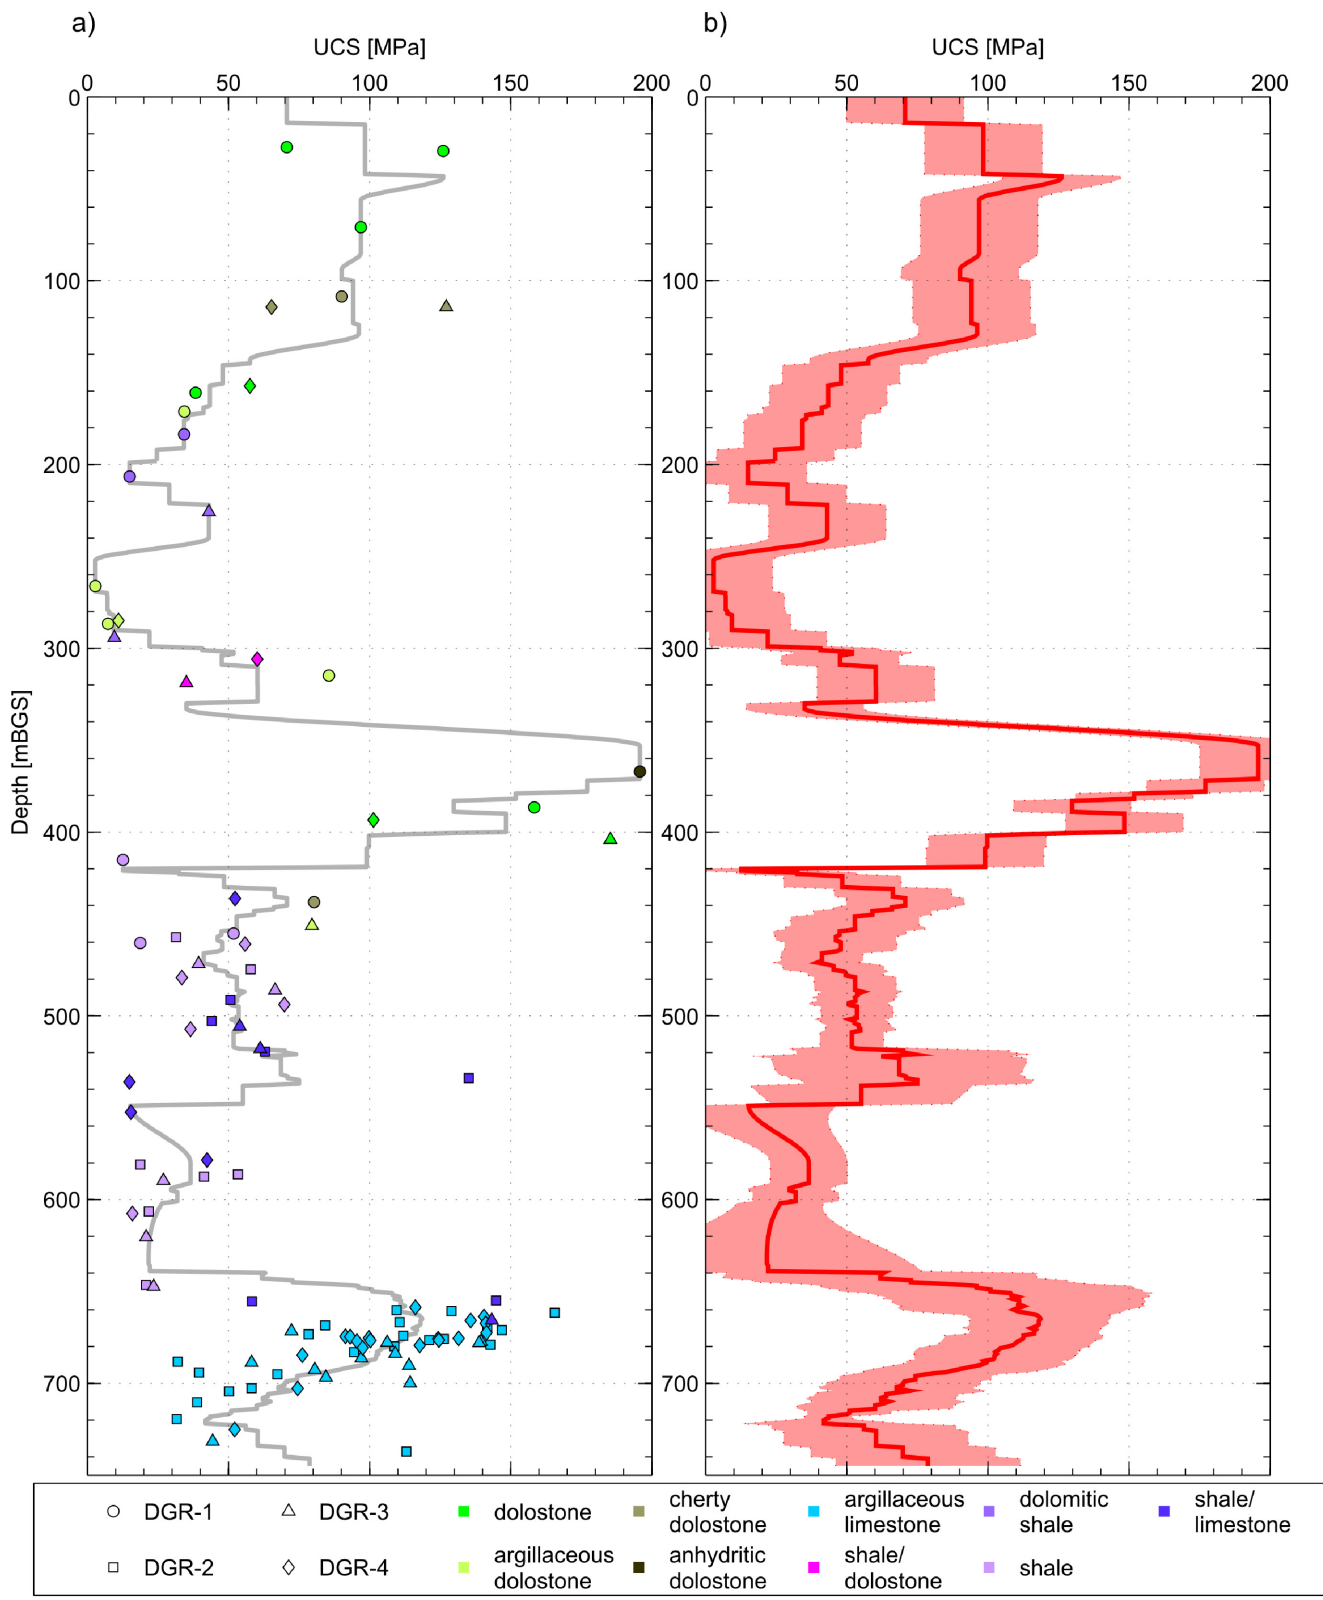 a)
b)
UCS [MPa]
UCS [MPa]
0 50 100 150 200
0 50 100 150 200
0
0
100
100
200
200
300
300
Depth [mBGS]
400
400
500
500
600
600
700
700
DGR-1
DGR-3
dolostone
cherty
dolostone
argillaceous
limestone
dolomitic
shale
shale/
limestone
DGR-2
DGR-4
argillaceous
dolostone
anhydritic
dolostone
shale/
dolostone
shale